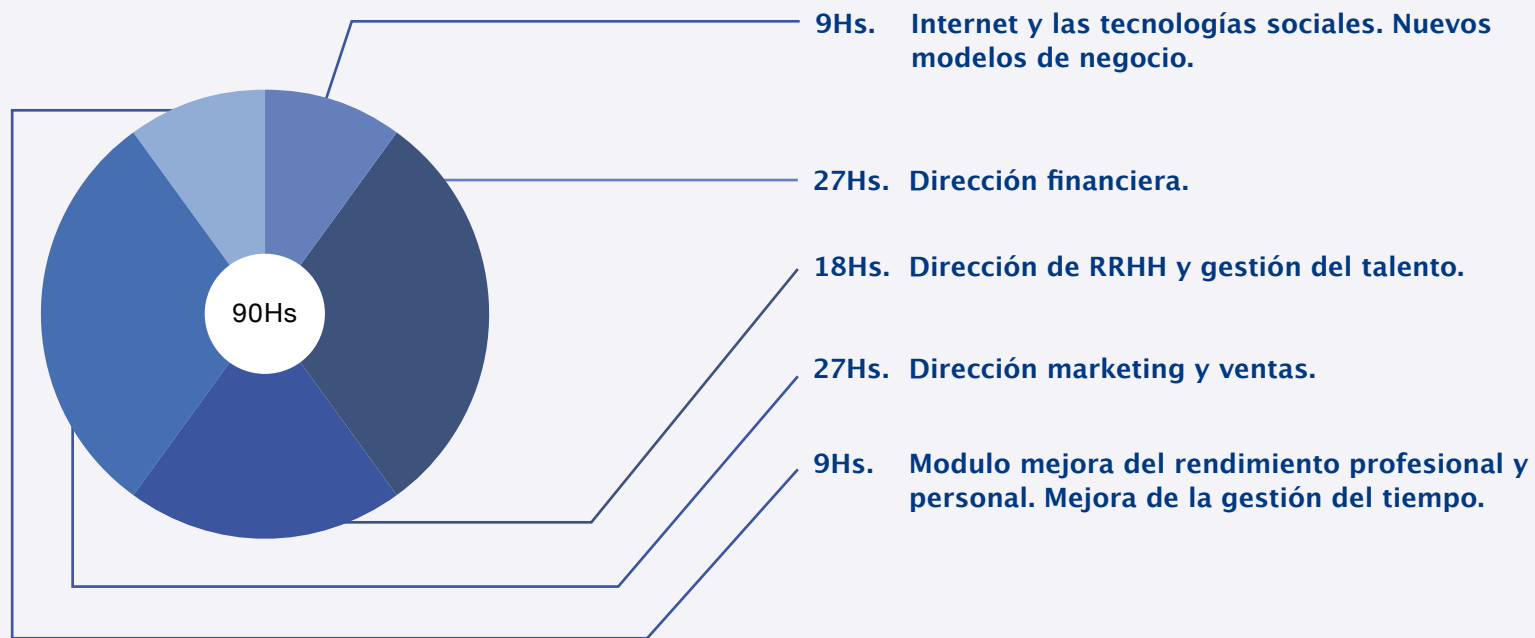 9Hs. Internet y las tecnologías sociales. Nuevos
modelos de negocio.
27Hs. Dirección financiera.
18Hs. Dirección de RRHH y gestión del talento.
90Hs
27Hs. Dirección marketing y ventas.
9Hs. Modulo mejora del rendimiento profesional y
personal. Mejora de la gestión del tiempo.